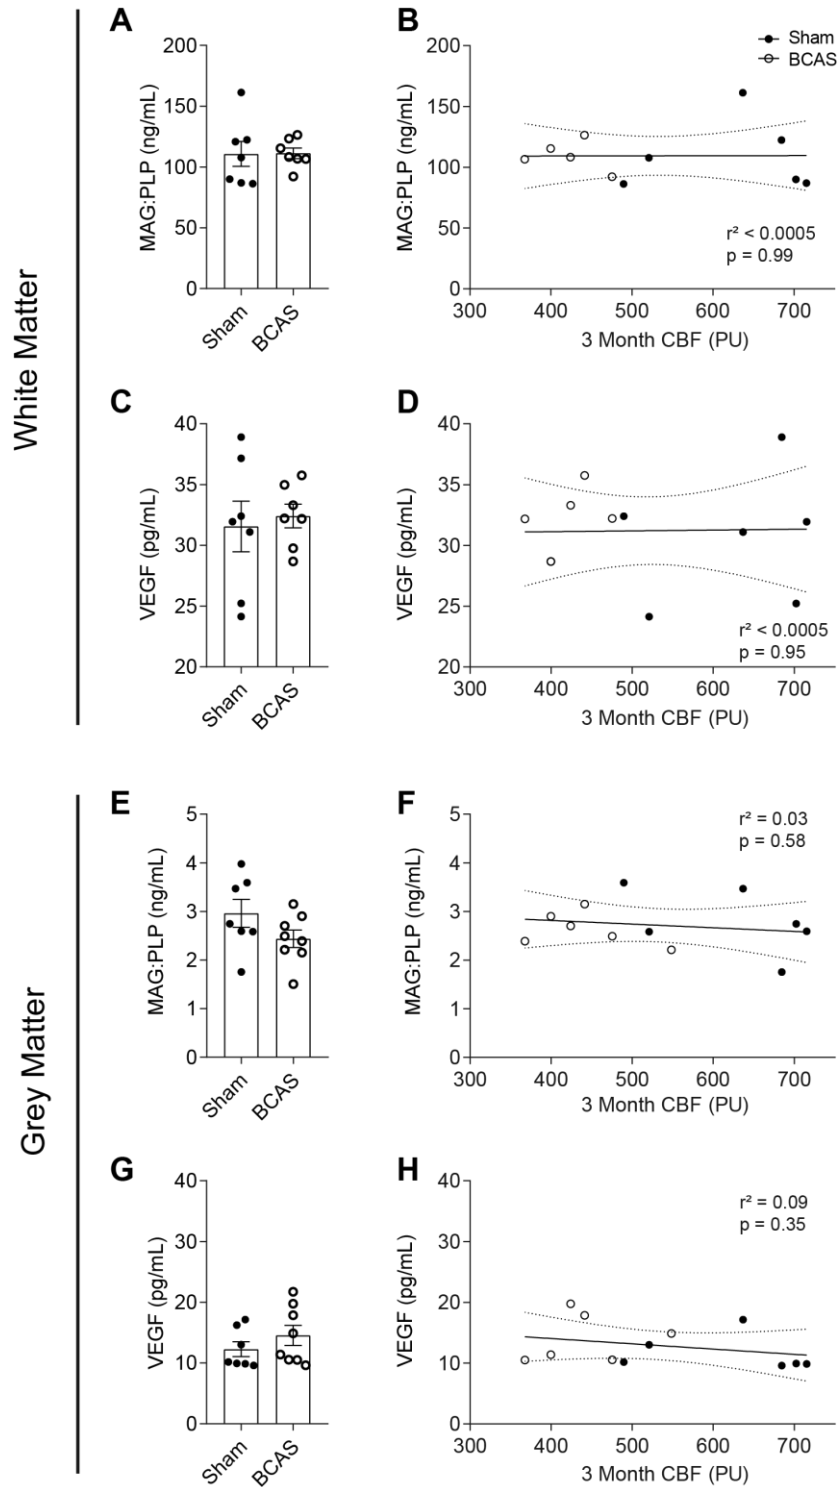 White Matter
A
MAG:PLP (ng/mL)
200
150
100
50
0
Sham
BCAS
B
Sham
BCAS
MAG:PLP (ng/mL)
200
150
100
50
0
r² < 0.0005
p = 0.99
300 400 500 600 700
3 Month CBF (PU)
C
VEGF (pg/mL)
40
35
30
25
20
Sham
BCAS
D
VEGF (pg/mL)
40
35
30
25
20
r² < 0.0005
p = 0.95
300 400 500 600 700
3 Month CBF (PU)
Grey Matter
E
MAG:PLP (ng/mL)
5
4
3
2
1
0
Sham
BCAS
F
MAG:PLP (ng/mL)
5
4
3
2
1
0
r² = 0.03
p = 0.58
300 400 500 600 700
3 Month CBF (PU)
G
VEGF (pg/mL)
40
30
20
10
0
Sham
BCAS
H
VEGF (pg/mL)
40
30
20
10
0
r² = 0.09
p = 0.35
300 400 500 600 700
3 Month CBF (PU)